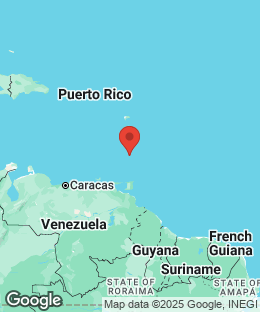 Puerto Rico
Caracas
Venezuela
Guyana
French
Guiana
Suriname
STATE OF
RORAIMA
STATE OF
AMAPÁ
Map data ©2025 Google, INEGI